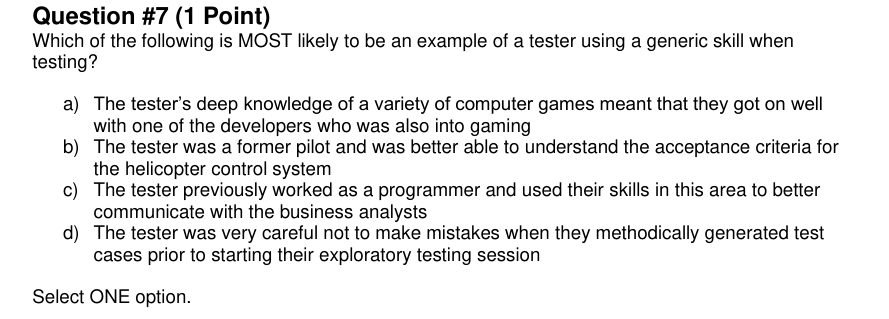 Question #7 (1 Point)
Which of the following is MOST likely to be an example of a tester using a generic skill when
testing?
a) The tester's deep knowledge of a variety of computer games meant that they got on well
with one of the developers who was also into gaming
b) The tester was a former pilot and was better able to understand the acceptance criteria for
the helicopter control system
c) The tester previously worked as a programmer and used their skills in this area to better
communicate with the business analysts
d) The tester was very careful not to make mistakes when they methodically generated test
cases prior to starting their exploratory testing session
Select ONE option.